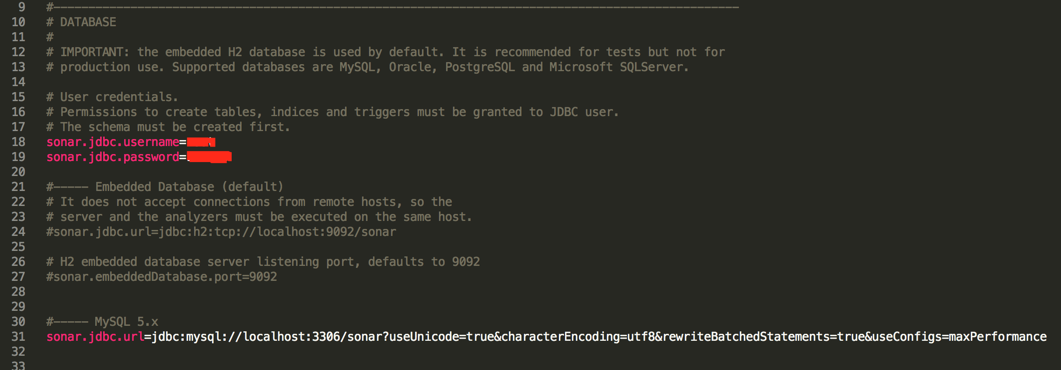 9 #---------------------------------------------------------------------------------------------------
10 # DATABASE
11 #
12 # IMPORTANT: the embedded H2 database is used by default. It is recommended for tests but not for
13 # production use. Supported databases are MySQL, Oracle, PostgreSQL and Microsoft SQLServer.
14
15 # User credentials.
16 # Permissions to create tables, indices and triggers must be granted to JDBC user.
17 # The schema must be created first.
18 sonar.jdbc.username=
19 sonar.jdbc.password=
20
21 #----- Embedded Database (default)
22 # It does not accept connections from remote hosts, so the
23 # server and the analyzers must be executed on the same host.
24 #sonar.jdbc.url=jdbc:h2:tcp://localhost:9092/sonar
25
26 # H2 embedded database server listening port, defaults to 9092
27 #sonar.embeddedDatabase.port=9092
28
29
30 #----- MySQL 5.x
31 sonar.jdbc.url=jdbc:mysql://localhost:3306/sonar?useUnicode=true&characterEncoding=utf8&rewriteBatchedStatements=true&useConfigs=maxPerformance
32
33